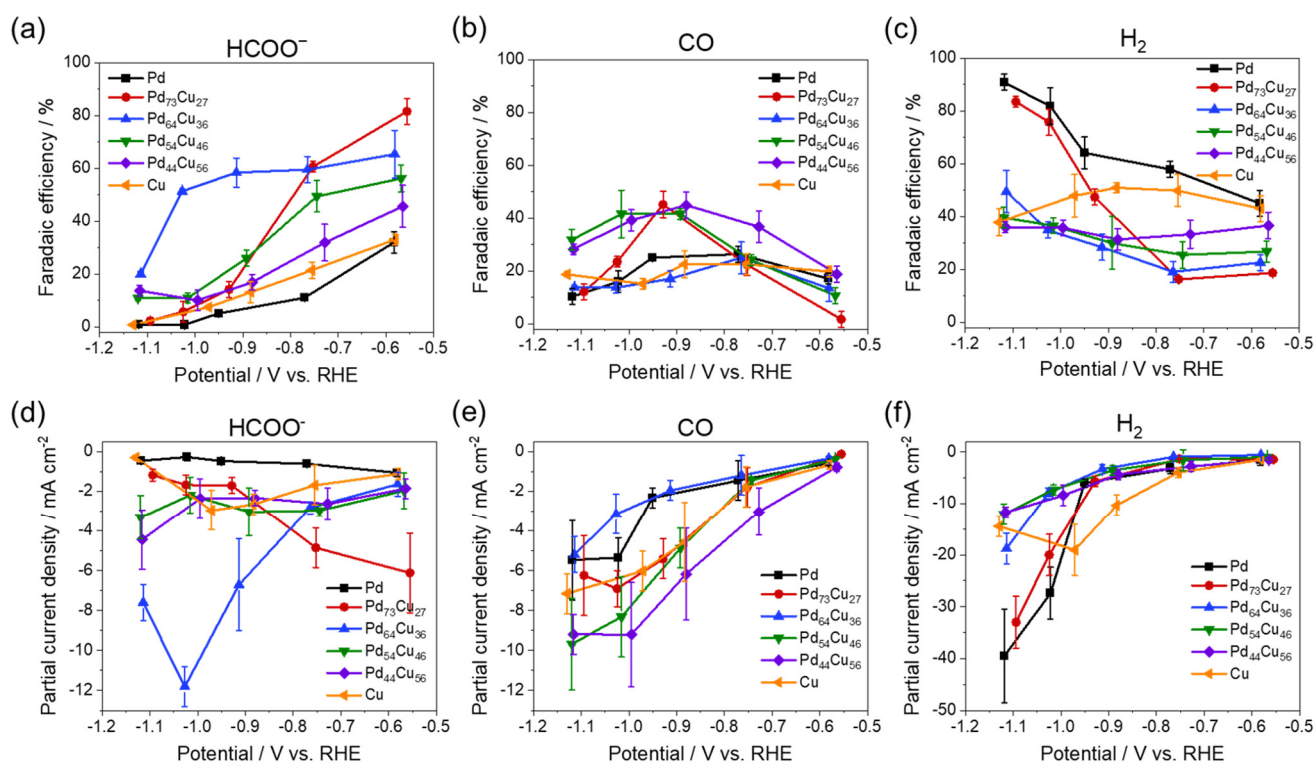 (a)
HCOO⁻
Faradaic efficiency / %
100
80
60
40
20
0
Pd
Pd₇₃Cu₂₇
Pd₆₄Cu₃₆
Pd₅₄Cu₄₆
Pd₄₄Cu₅₆
Cu
-1.2 -1.1 -1.0 -0.9 -0.8 -0.7 -0.6 -0.5
Potential / V vs. RHE
(b)
CO
Faradaic efficiency / %
100
80
60
40
20
0
Pd
Pd₇₃Cu₂₇
Pd₆₄Cu₃₆
Pd₅₄Cu₄₆
Pd₄₄Cu₅₆
Cu
-1.2 -1.1 -1.0 -0.9 -0.8 -0.7 -0.6 -0.5
Potential / V vs. RHE
(c)
H₂
Faradaic efficiency / %
100
80
60
40
20
0
Pd
Pd₇₃Cu₂₇
Pd₆₄Cu₃₆
Pd₅₄Cu₄₆
Pd₄₄Cu₅₆
Cu
-1.2 -1.1 -1.0 -0.9 -0.8 -0.7 -0.6 -0.5
Potential / V vs. RHE
(d)
HCOO⁻
Partial current density / mA cm⁻²
0
-2
-4
-6
-8
-10
-12
Pd
Pd₇₃Cu₂₇
Pd₆₄Cu₃₆
Pd₅₄Cu₄₆
Pd₄₄Cu₅₆
Cu
-1.2 -1.1 -1.0 -0.9 -0.8 -0.7 -0.6 -0.5
Potential / V vs. RHE
(e)
CO
Partial current density / mA cm⁻²
0
-2
-4
-6
-8
-10
-12
Pd
Pd₇₃Cu₂₇
Pd₆₄Cu₃₆
Pd₅₄Cu₄₆
Pd₄₄Cu₅₆
Cu
-1.2 -1.1 -1.0 -0.9 -0.8 -0.7 -0.6 -0.5
Potential / V vs. RHE
(f)
H₂
Partial current density / mA cm⁻²
0
-10
-20
-30
-40
-50
Pd
Pd₇₃Cu₂₇
Pd₆₄Cu₃₆
Pd₅₄Cu₄₆
Pd₄₄Cu₅₆
Cu
-1.2 -1.1 -1.0 -0.9 -0.8 -0.7 -0.6 -0.5
Potential / V vs. RHE